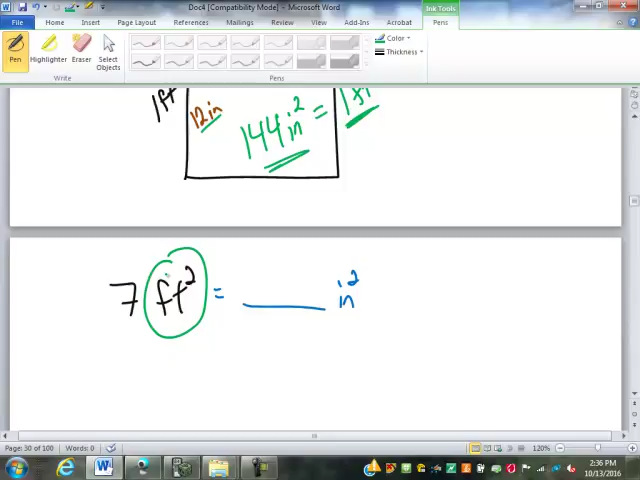 Doc4 [Compatibility Mode] - Microsoft Word
Ink Tools
File Home Insert Page Layout References Mailings Review View Add-Ins Acrobat Pens
Pen Highlighter Eraser Select Objects
Color
Thickness
Write Pens
1ft 12in 144 in² = 1ft
7 ft² = ____ in²
Page: 30 of 100 Words: 0 120%
2:36 PM
10/13/2016